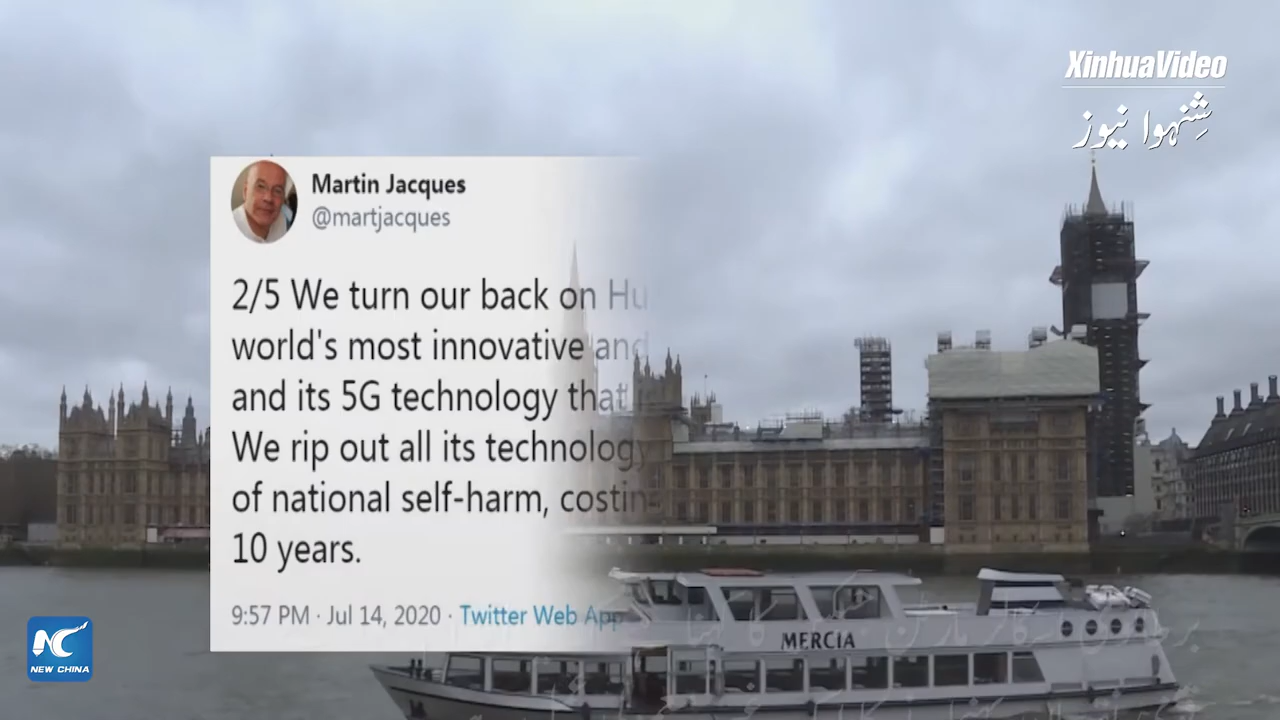 XinhuaVideo
شِنہوا نیوز
Martin Jacques
@martjacques
2/5 We turn our back on Hu
world's most innovative and
and its 5G technology that
We rip out all its technology
of national self-harm, costin
10 years.
9:57 PM · Jul 14, 2020 · Twitter Web App
MERCIA
NEW CHINA